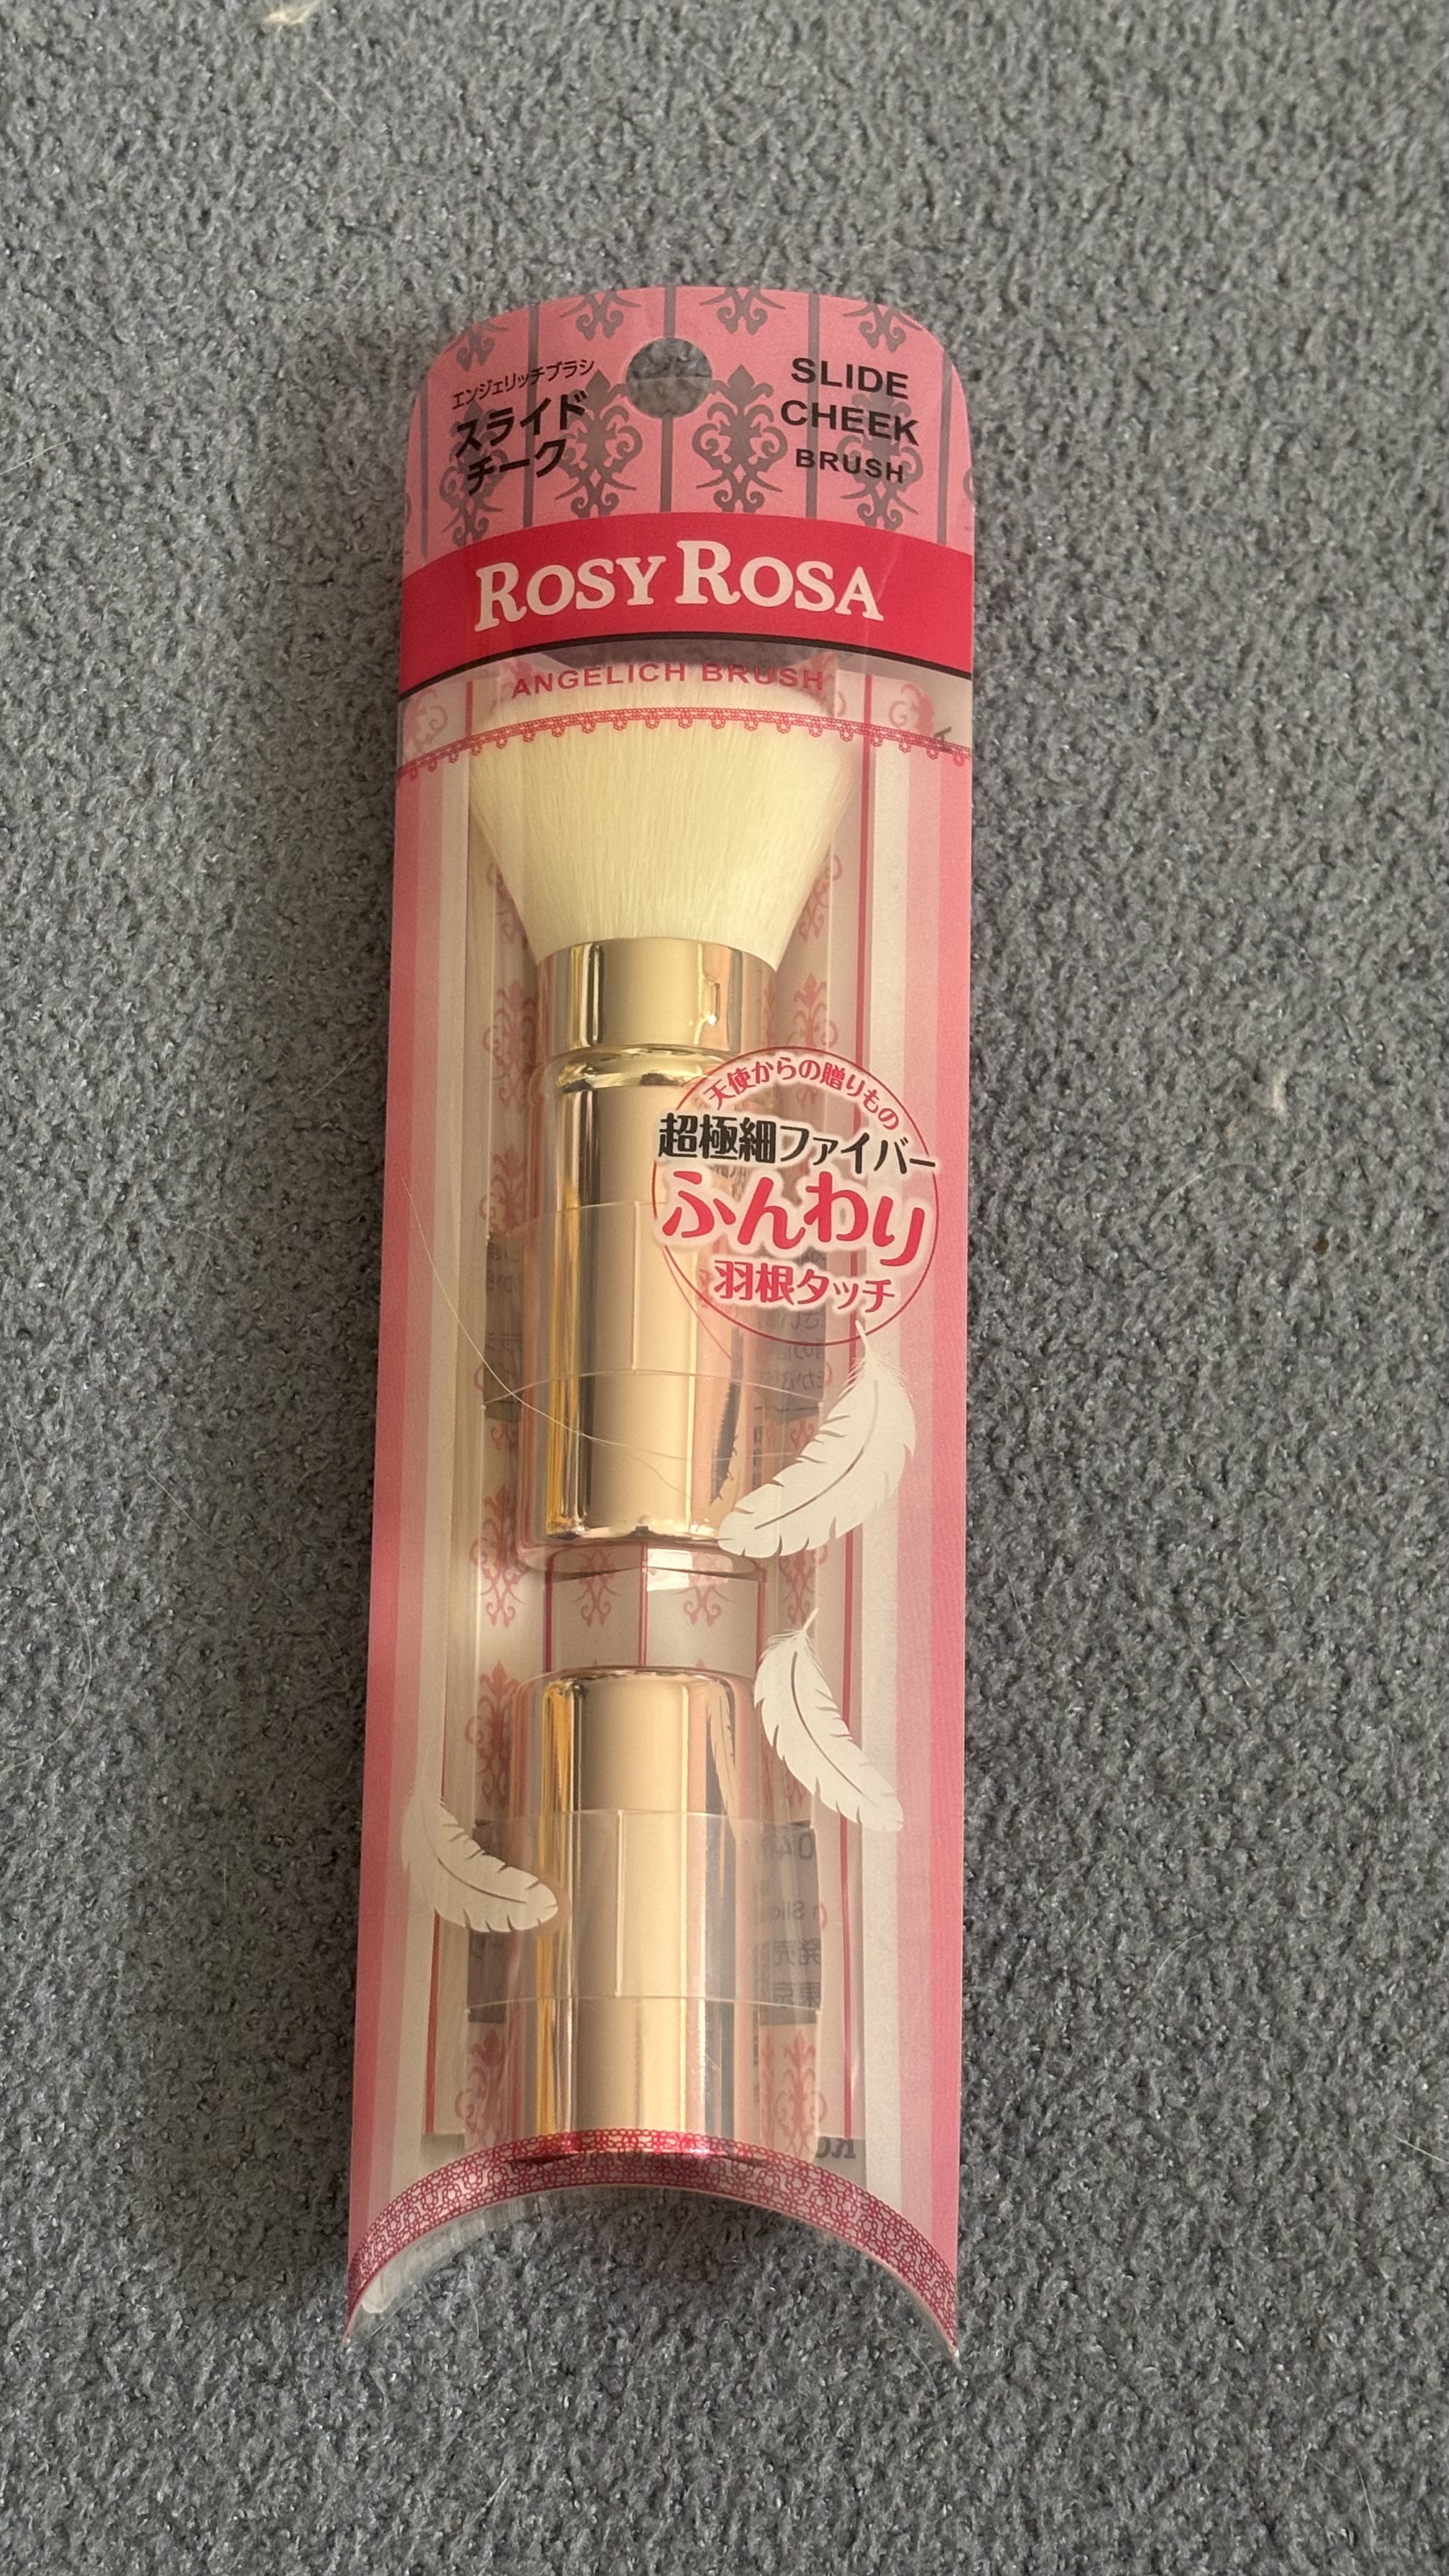 エンジェリッチブラシ
スライド
チーク
SLIDE
CHEEK
BRUSH
ROSY ROSA
ANGELICH BRUSH
天使からの贈りもの
超極細ファイバー
ふんわり
羽根タッチ